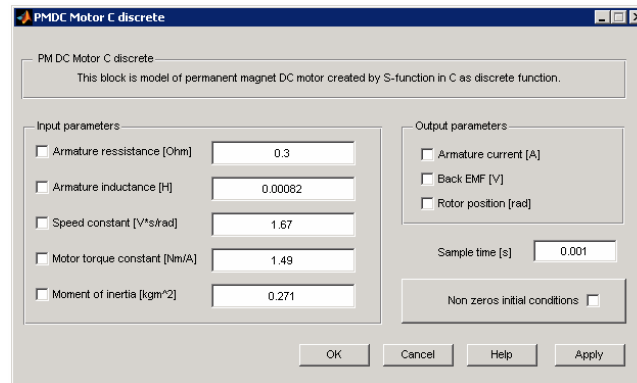 PMDC Motor C discrete
PM DC Motor C discrete
This block is model of permanent magnet DC motor created by S-function in C as discrete function.
Input parameters
Armature ressistance [Ohm] 0.3
Armature inductance [H] 0.00082
Speed constant [V*s/rad] 1.67
Motor torque constant [Nm/A] 1.49
Moment of inertia [kgm^2] 0.271
Output parameters
Armature current [A]
Back EMF [V]
Rotor position [rad]
Sample time [s] 0.001
Non zeros initial conditions
OK Cancel Help Apply